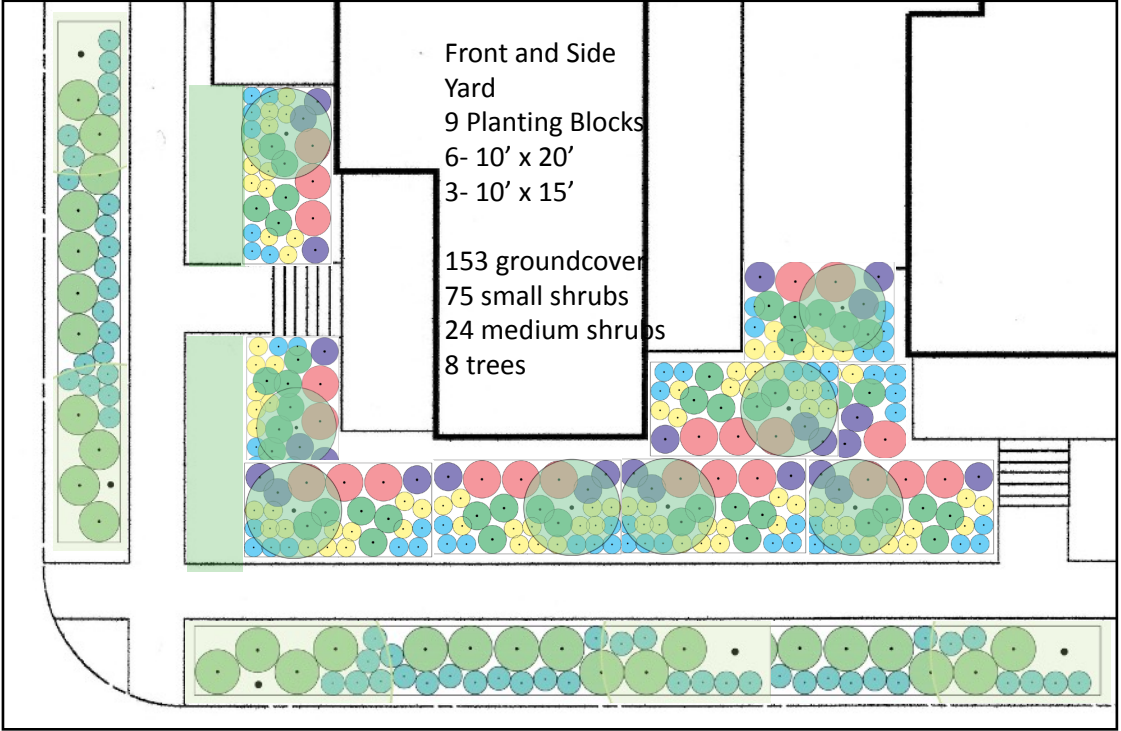 Front and Side
Yard
9 Planting Blocks
6- 10’ x 20’
3- 10’ x 15’
153 groundcover
75 small shrubs
24 medium shrubs
8 trees